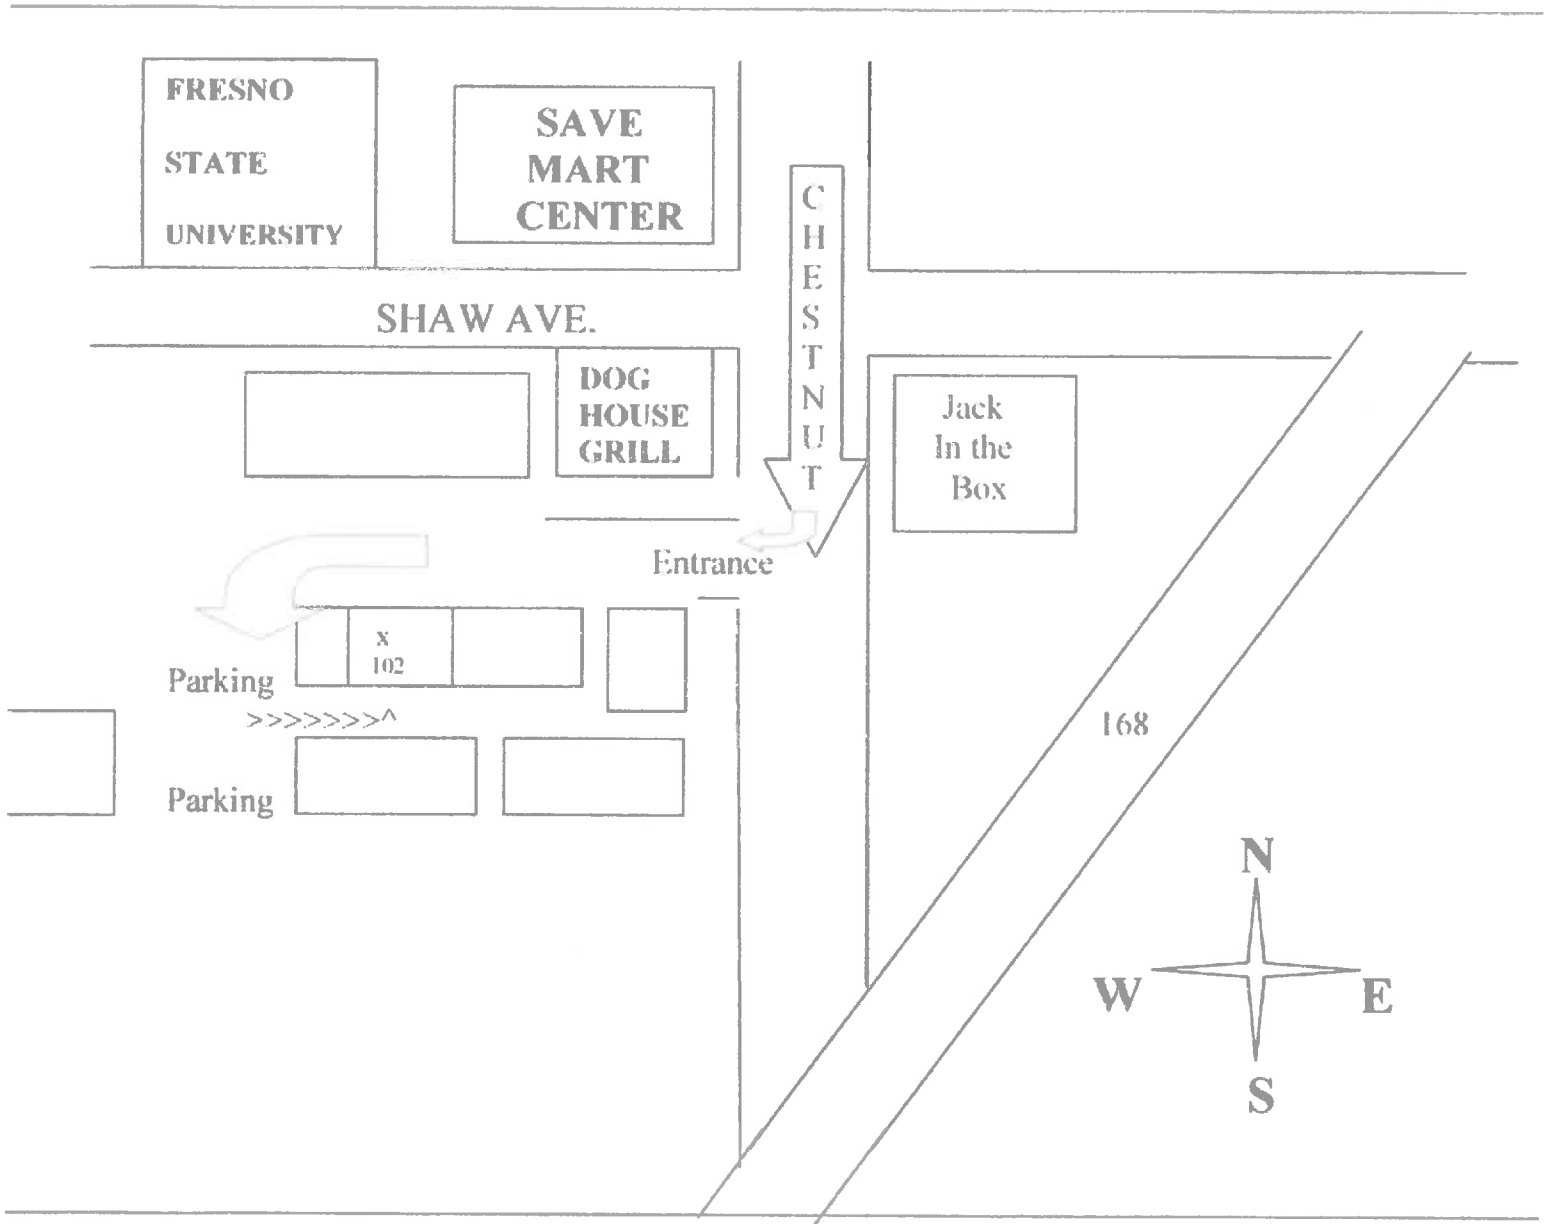 FRESNO
STATE
UNIVERSITY
SAVE
MART
CENTER
CHESTNUT
SHAW AVE.
DOG
HOUSE
GRILL
Jack
In the
Box
Entrance
x
102
Parking
>>>>>>>^
Parking
168
N
W
E
S